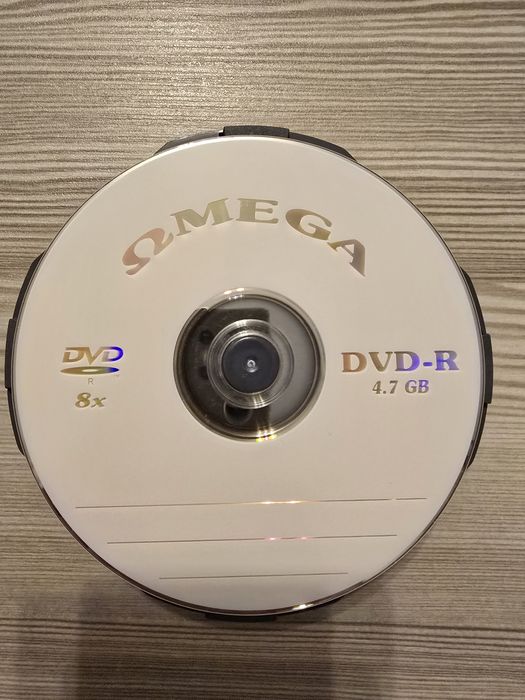 ΩMEGA
DVD
R
8x
DVD-R
4.7 GB